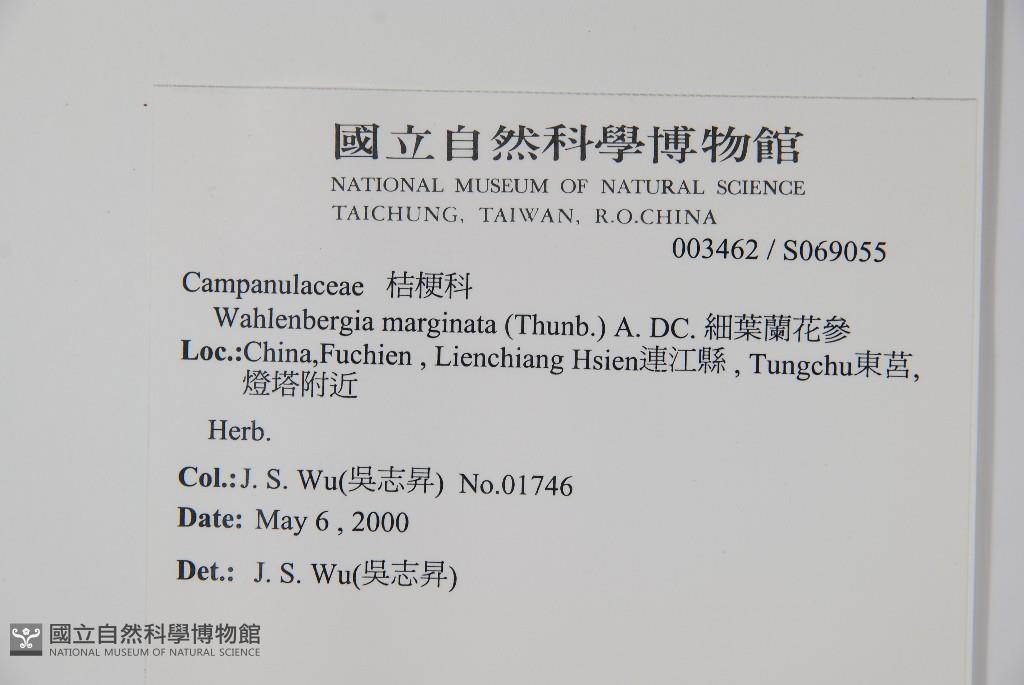 國立自然科學博物館
NATIONAL MUSEUM OF NATURAL SCIENCE
TAICHUNG, TAIWAN, R.O.CHINA
003462 / S069055
Campanulaceae 桔梗科
Wahlenbergia marginata (Thunb.) A. DC. 細葉蘭花參
Loc.:China,Fuchien , Lienchiang Hsien連江縣 , Tungchu東莒,
燈塔附近
Herb.
Col.:J. S. Wu(吳志昇) No.01746
Date: May 6 , 2000
Det.: J. S. Wu(吳志昇)
國立自然科學博物館
NATIONAL MUSEUM OF NATURAL SCIENCE